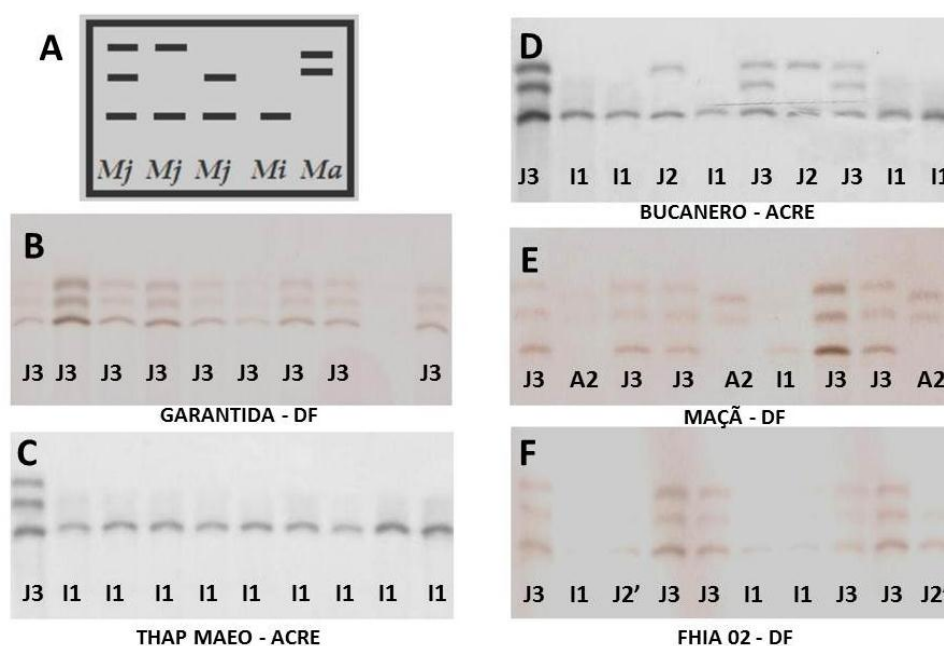 A
Mj Mj Mj Mi Ma
B
J3 J3 J3 J3 J3 J3 J3 J3 J3
GARANTIDA - DF
C
J3 I1 I1 I1 I1 I1 I1 I1 I1 I1
THAP MAEO - ACRE
D
J3 I1 I1 J2 I1 J3 J2 J3 I1 I1
BUCANERO - ACRE
E
J3 A2 J3 J3 A2 I1 J3 J3 A2
MAÇÃ - DF
F
J3 I1 J2' J3 J3 I1 I1 J3 J3 J2'
FHIA 02 - DF